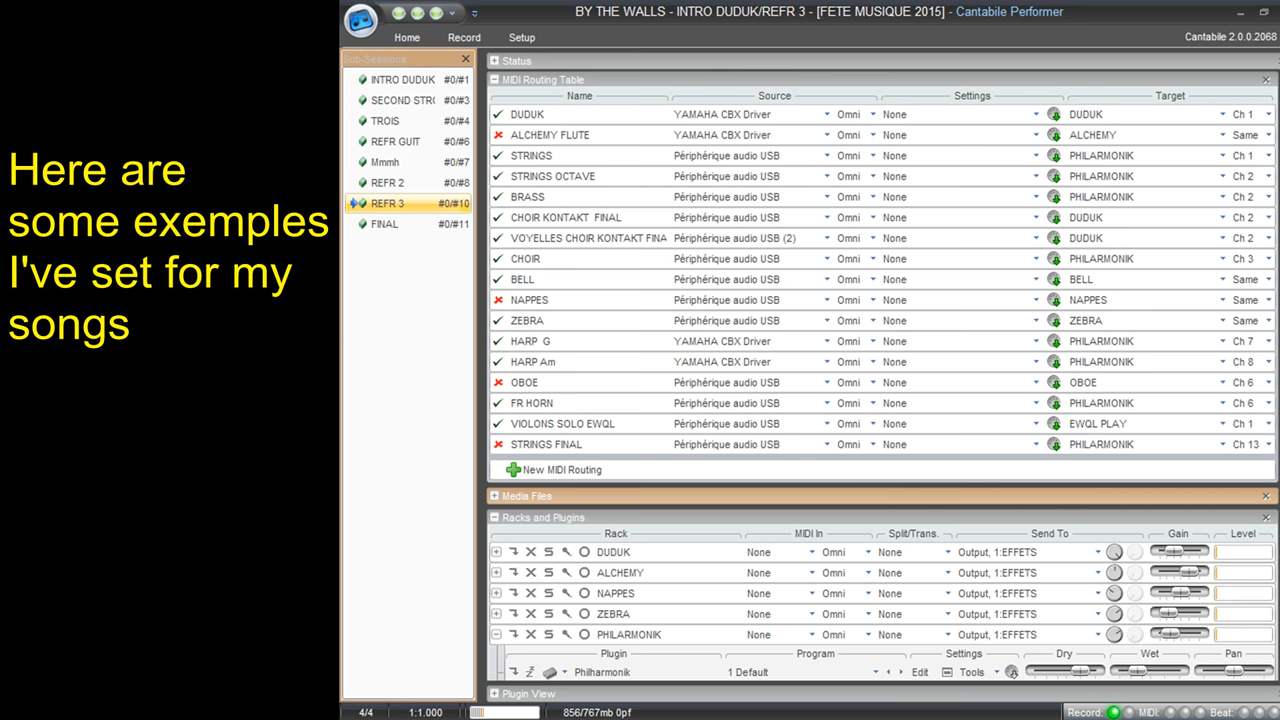 BY THE WALLS - INTRO DUDUK/REFR 3 - [FETE MUSIQUE 2015] - Cantabile Performer
Home Record Setup Cantabile 2.0.0.2068
Here are
some exemples
I've set for my
songs
Sub-Sessions
INTRO DUDUK #0/#1
SECOND STRO #0/#3
TROIS #0/#4
REFR GUIT #0/#6
Mmmh #0/#7
REFR 2 #0/#8
REFR 3 #0/#10
FINAL #0/#11
Status
MIDI Routing Table
Name Source Settings Target
DUDUK YAMAHA CBX Driver Omni None DUDUK Ch 1
ALCHEMY FLUTE YAMAHA CBX Driver Omni None ALCHEMY Same
STRINGS Périphérique audio USB Omni None PHILARMONIK Ch 1
STRINGS OCTAVE Périphérique audio USB Omni None PHILARMONIK Ch 2
BRASS Périphérique audio USB Omni None PHILARMONIK Ch 2
CHOIR KONTAKT FINAL Périphérique audio USB Omni None DUDUK Ch 2
VOYELLES CHOIR KONTAKT FINA Périphérique audio USB (2) Omni None DUDUK Ch 2
CHOIR Périphérique audio USB Omni None PHILARMONIK Ch 3
BELL Périphérique audio USB Omni None BELL Same
NAPPES Périphérique audio USB Omni None NAPPES Same
ZEBRA Périphérique audio USB Omni None ZEBRA Same
HARP G YAMAHA CBX Driver Omni None PHILARMONIK Ch 7
HARP Am YAMAHA CBX Driver Omni None PHILARMONIK Ch 8
OBOE Périphérique audio USB Omni None OBOE Ch 6
FR HORN Périphérique audio USB Omni None PHILARMONIK Ch 6
VIOLONS SOLO EWQL Périphérique audio USB Omni None EWQL PLAY Ch 1
STRINGS FINAL Périphérique audio USB Omni None PHILARMONIK Ch 13
New MIDI Routing
Media Files
Racks and Plugins
Rack MIDI In Split/Trans. Send To Gain Level
DUDUK None Omni None Output, 1:EFFETS
ALCHEMY None Omni None Output, 1:EFFETS
NAPPES None Omni None Output, 1:EFFETS
ZEBRA None Omni None Output, 1:EFFETS
PHILARMONIK None Omni None Output, 1:EFFETS
Plugin Program Settings Dry Wet Pan
Philharmonik 1 Default Edit Tools
Plugin View
4/4 1:1.000 856/767mb 0pf Record: MIDI: Beat: